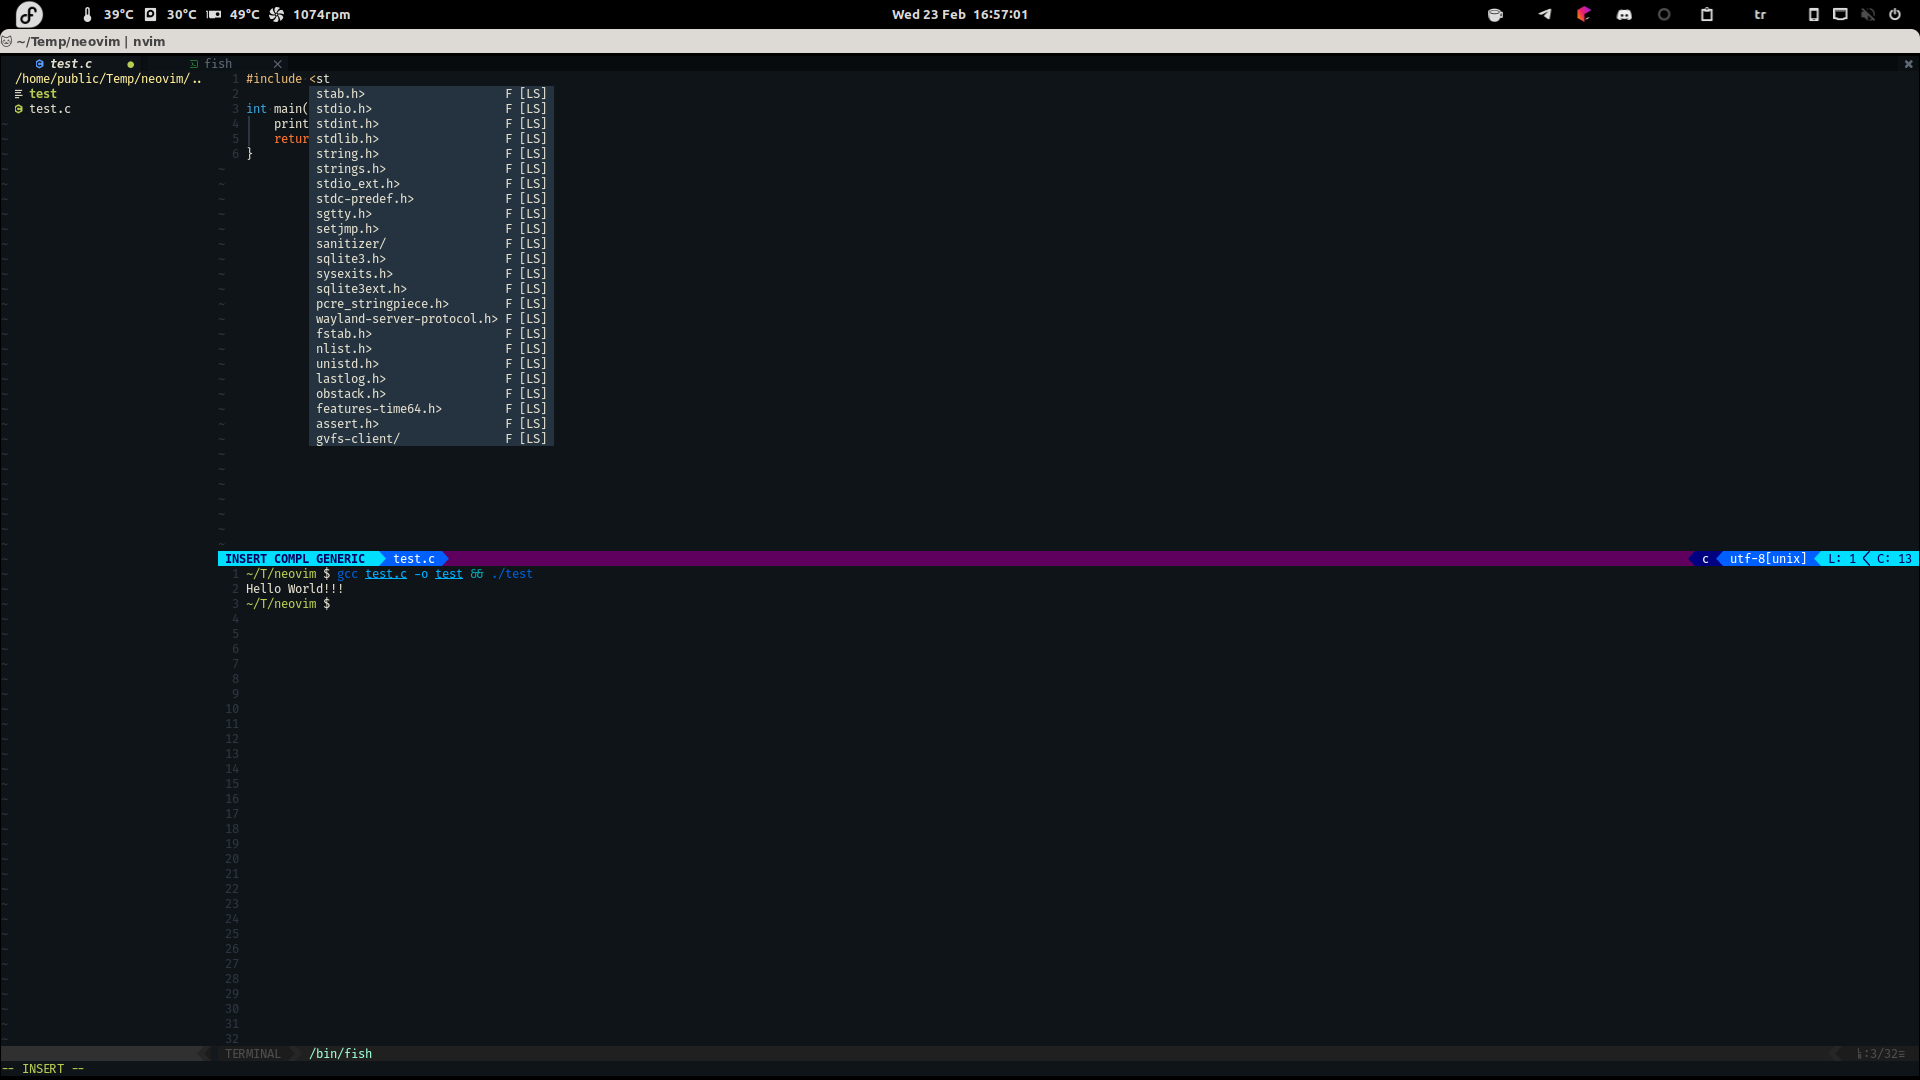 39°C 30°C 49°C 1074rpm Wed 23 Feb 16:57:01 tr
~/Temp/neovim | nvim
test.c fish
/home/public/Temp/neovim/..
test
test.c
1 #include <st
2
3 int main(
4 print
5 retur
6 }
stab.h> F [LS]
stdio.h> F [LS]
stdint.h> F [LS]
stdlib.h> F [LS]
string.h> F [LS]
strings.h> F [LS]
stdio_ext.h> F [LS]
stdc-predef.h> F [LS]
sgtty.h> F [LS]
setjmp.h> F [LS]
sanitizer/ F [LS]
sqlite3.h> F [LS]
sysexits.h> F [LS]
sqlite3ext.h> F [LS]
pcre_stringpiece.h> F [LS]
wayland-server-protocol.h> F [LS]
fstab.h> F [LS]
nlist.h> F [LS]
unistd.h> F [LS]
lastlog.h> F [LS]
obstack.h> F [LS]
features-time64.h> F [LS]
assert.h> F [LS]
gvfs-client/ F [LS]
INSERT COMPL GENERIC test.c c utf-8[unix] L: 1 C: 13
1 ~/T/neovim $ gcc test.c -o test && ./test
2 Hello World!!!
3 ~/T/neovim $
4
5
6
7
8
9
10
11
12
13
14
15
16
17
18
19
20
21
22
23
24
25
26
27
28
29
30
31
32
TERMINAL /bin/fish :3/32≡
-- INSERT --